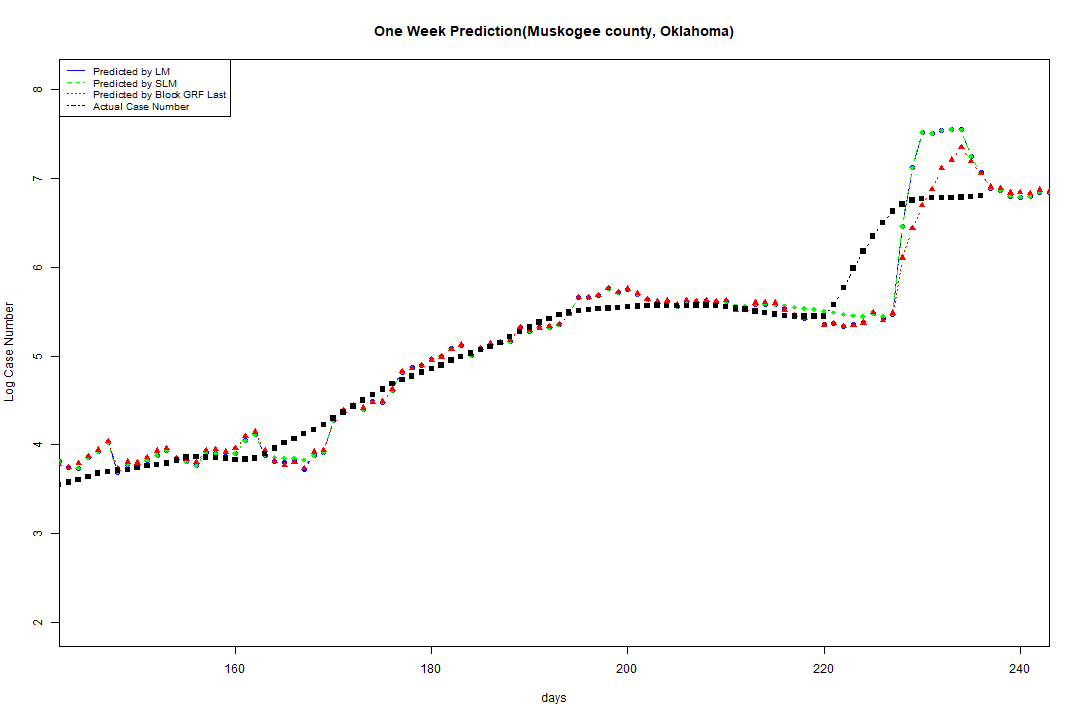 One Week Prediction(Muskogee county, Oklahoma)
Predicted by LM
Predicted by SLM
Predicted by Block GRF Last
Actual Case Number
8
7
6
5
4
3
2
Log Case Number
160 180 200 220 240
days